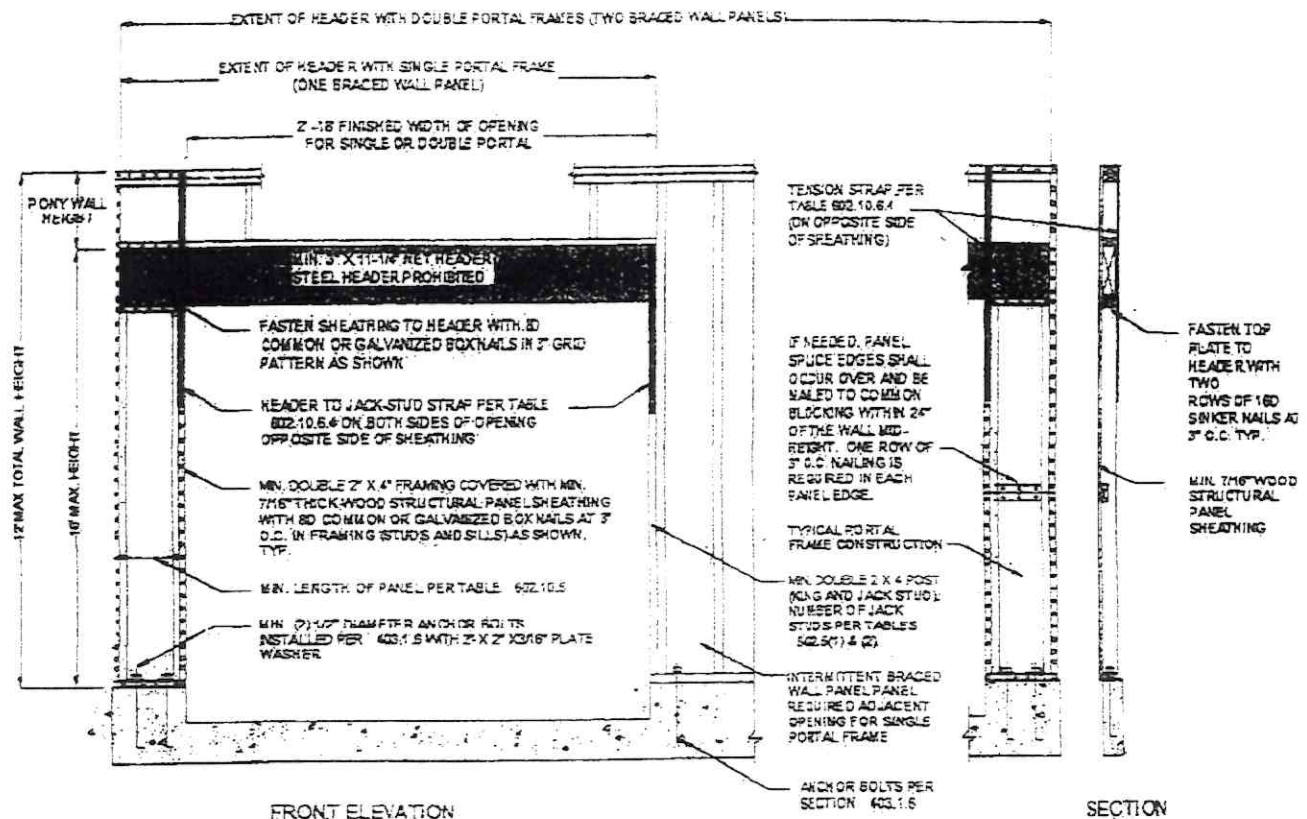 EXTENT OF HEADER WITH DOUBLE PORTAL FRAMES (TWO BRACED WALL PANELS)
EXTENT OF HEADER WITH SINGLE PORTAL FRAME
(ONE BRACED WALL PANEL)
2'-18' FINISHED WIDTH OF OPENING
FOR SINGLE OR DOUBLE PORTAL
PONY WALL
HEIGHT
12' MAX TOTAL WALL HEIGHT
10' MAX. HEIGHT
MIN. 3" X 11-1/4" NET HEADER
STEEL HEADER PROHIBITED
FASTEN SHEATHING TO HEADER WITH 8D
COMMON OR GALVANIZED BOX NAILS IN 3" GRID
PATTERN AS SHOWN
HEADER TO JACK-STUD STRAP PER TABLE
602.10.6.4 ON BOTH SIDES OF OPENING
OPPOSITE SIDE OF SHEATHING
MIN. DOUBLE 2" X 4" FRAMING COVERED WITH MIN.
7/16" THICK WOOD STRUCTURAL PANEL SHEATHING
WITH 8D COMMON OR GALVANIZED BOX NAILS AT 3"
O.C. IN FRAMING (STUDS AND SILLS) AS SHOWN.
TYP.
MIN. LENGTH OF PANEL PER TABLE 602.10.5
MIN. (2) 1/2" DIAMETER ANCHOR BOLTS
INSTALLED PER 403.1.6 WITH 2" X 2" X3/16" PLATE
WASHER
FRONT ELEVATION
TENSION STRAP PER
TABLE 602.10.6.4
(ON OPPOSITE SIDE
OF SHEATHING)
IF NEEDED, PANEL
SPLICE EDGES SHALL
OCCUR OVER AND BE
NAILED TO COMMON
BLOCKING WITHIN 24"
OF THE WALL MID-
HEIGHT. ONE ROW OF
3" O.C. NAILING IS
REQUIRED IN EACH
PANEL EDGE.
TYPICAL PORTAL
FRAME CONSTRUCTION
MIN. DOUBLE 2 X 4 POST
(KING AND JACK STUD).
NUMBER OF JACK
STUDS PER TABLES
502.5(1) & (2)
INTERMITTENT BRACED
WALL PANEL PANEL
REQUIRED ADJACENT
OPENING FOR SINGLE
PORTAL FRAME
ANCHOR BOLTS PER
SECTION 403.1.6
FASTEN TOP
PLATE TO
HEADER WITH
TWO
ROWS OF 16D
SINKER NAILS AT
3" O.C. TYP.
MIN. 7/16" WOOD
STRUCTURAL
PANEL
SHEATHING
SECTION